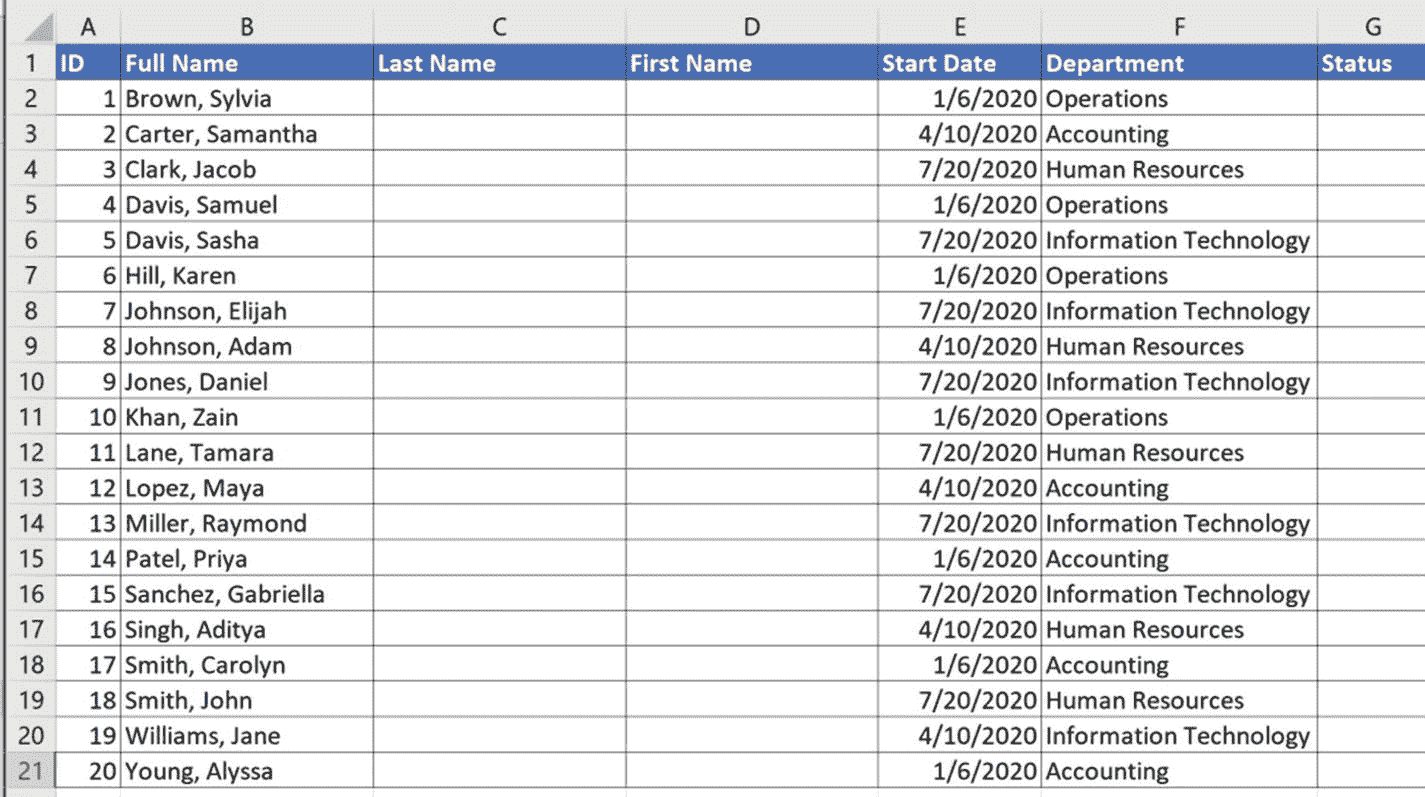 A B C D E F G
1 ID Full Name Last Name First Name Start Date Department Status
2 1 Brown, Sylvia 1/6/2020 Operations
3 2 Carter, Samantha 4/10/2020 Accounting
4 3 Clark, Jacob 7/20/2020 Human Resources
5 4 Davis, Samuel 1/6/2020 Operations
6 5 Davis, Sasha 7/20/2020 Information Technology
7 6 Hill, Karen 1/6/2020 Operations
8 7 Johnson, Elijah 7/20/2020 Information Technology
9 8 Johnson, Adam 4/10/2020 Human Resources
10 9 Jones, Daniel 7/20/2020 Information Technology
11 10 Khan, Zain 1/6/2020 Operations
12 11 Lane, Tamara 7/20/2020 Human Resources
13 12 Lopez, Maya 4/10/2020 Accounting
14 13 Miller, Raymond 7/20/2020 Information Technology
15 14 Patel, Priya 1/6/2020 Accounting
16 15 Sanchez, Gabriella 7/20/2020 Information Technology
17 16 Singh, Aditya 4/10/2020 Human Resources
18 17 Smith, Carolyn 1/6/2020 Accounting
19 18 Smith, John 7/20/2020 Human Resources
20 19 Williams, Jane 4/10/2020 Information Technology
21 20 Young, Alyssa 1/6/2020 Accounting